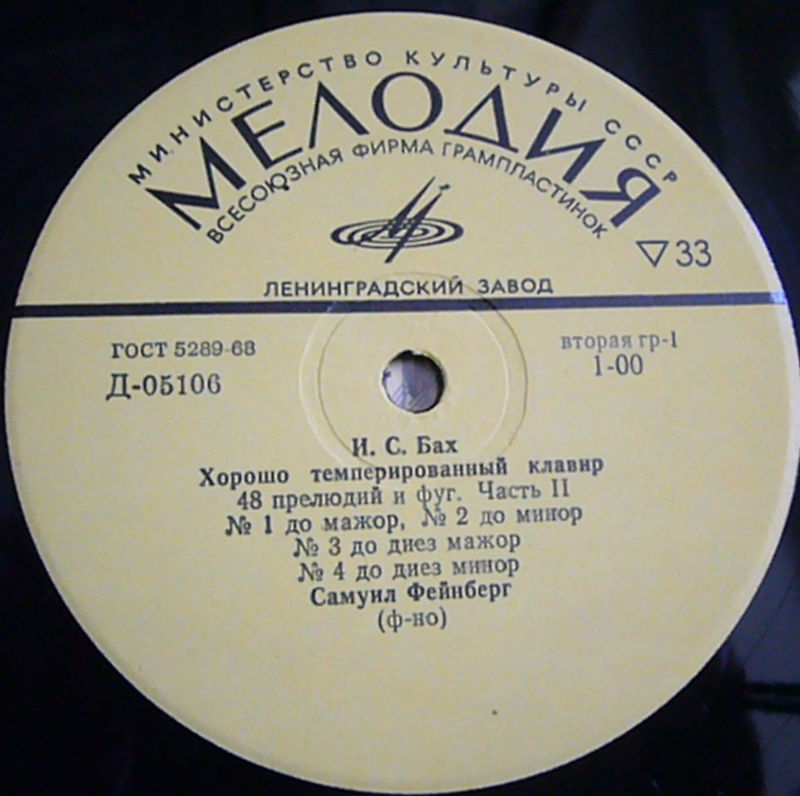 МИНИСТЕРСТВО КУЛЬТУРЫ СССР
МЕЛОДИЯ
ВСЕСОЮЗНАЯ ФИРМА ГРАМПЛАСТИНОК
▽33
ЛЕНИНГРАДСКИЙ ЗАВОД
ГОСТ 5289-68
вторая гр-1
Д-05106
1-00
И. С. Бах
Хорошо темперированный клавир
48 прелюдий и фуг. Часть II
№ 1 до мажор, № 2 до минор
№ 3 до диез мажор
№ 4 до диез минор
Самуил Фейнберг
(ф-но)